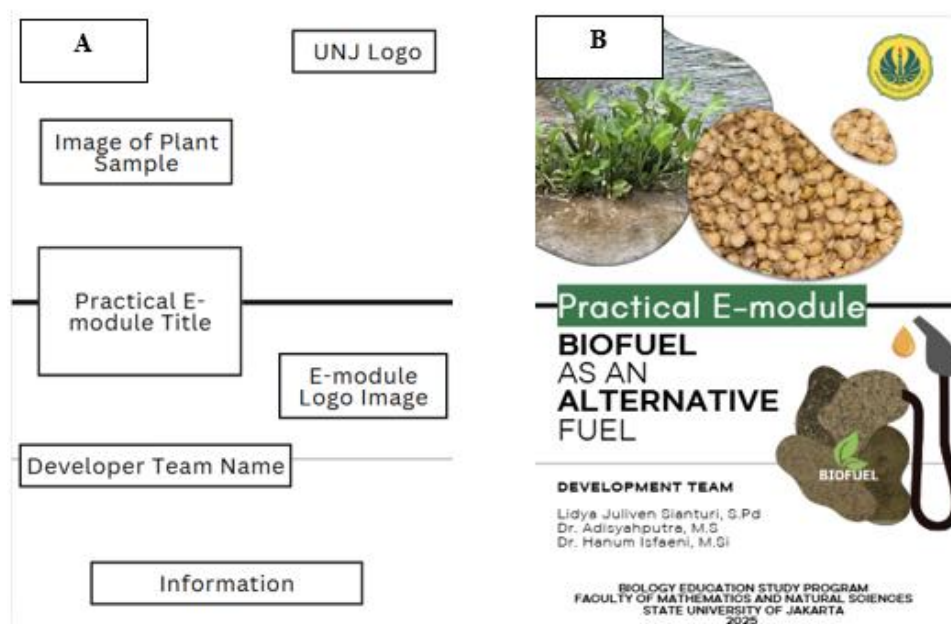 A
UNJ Logo
Image of Plant
Sample
Practical E-
module Title
E-module
Logo Image
Developer Team Name
Information
B
Practical E-module
BIOFUEL
AS AN
ALTERNATIVE
FUEL
BIOFUEL
DEVELOPMENT TEAM
Lidya Juliven Sianturi, S.Pd
Dr. Adisyahputra, M.S
Dr. Hanum Isfaeni, M.Si
BIOLOGY EDUCATION STUDY PROGRAM
FACULTY OF MATHEMATICS AND NATURAL SCIENCES
STATE UNIVERSITY OF JAKARTA
2025